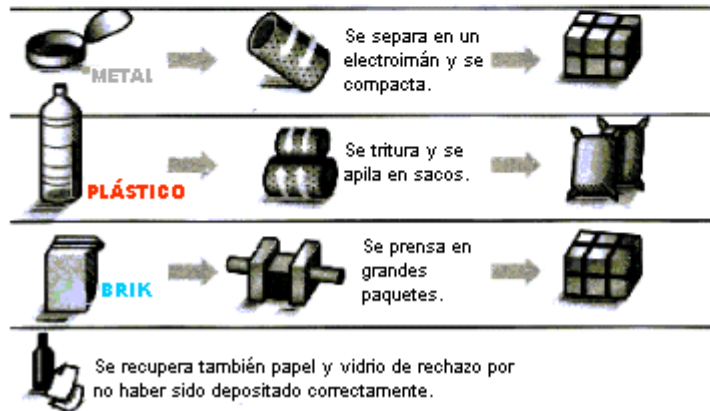 METAL
Se separa en un
electroimán y se
compacta.
PLÁSTICO
Se tritura y se
apila en sacos.
BRIK
Se prensa en
grandes
paquetes.
Se recupera también papel y vidrio de rechazo por
no haber sido depositado correctamente.